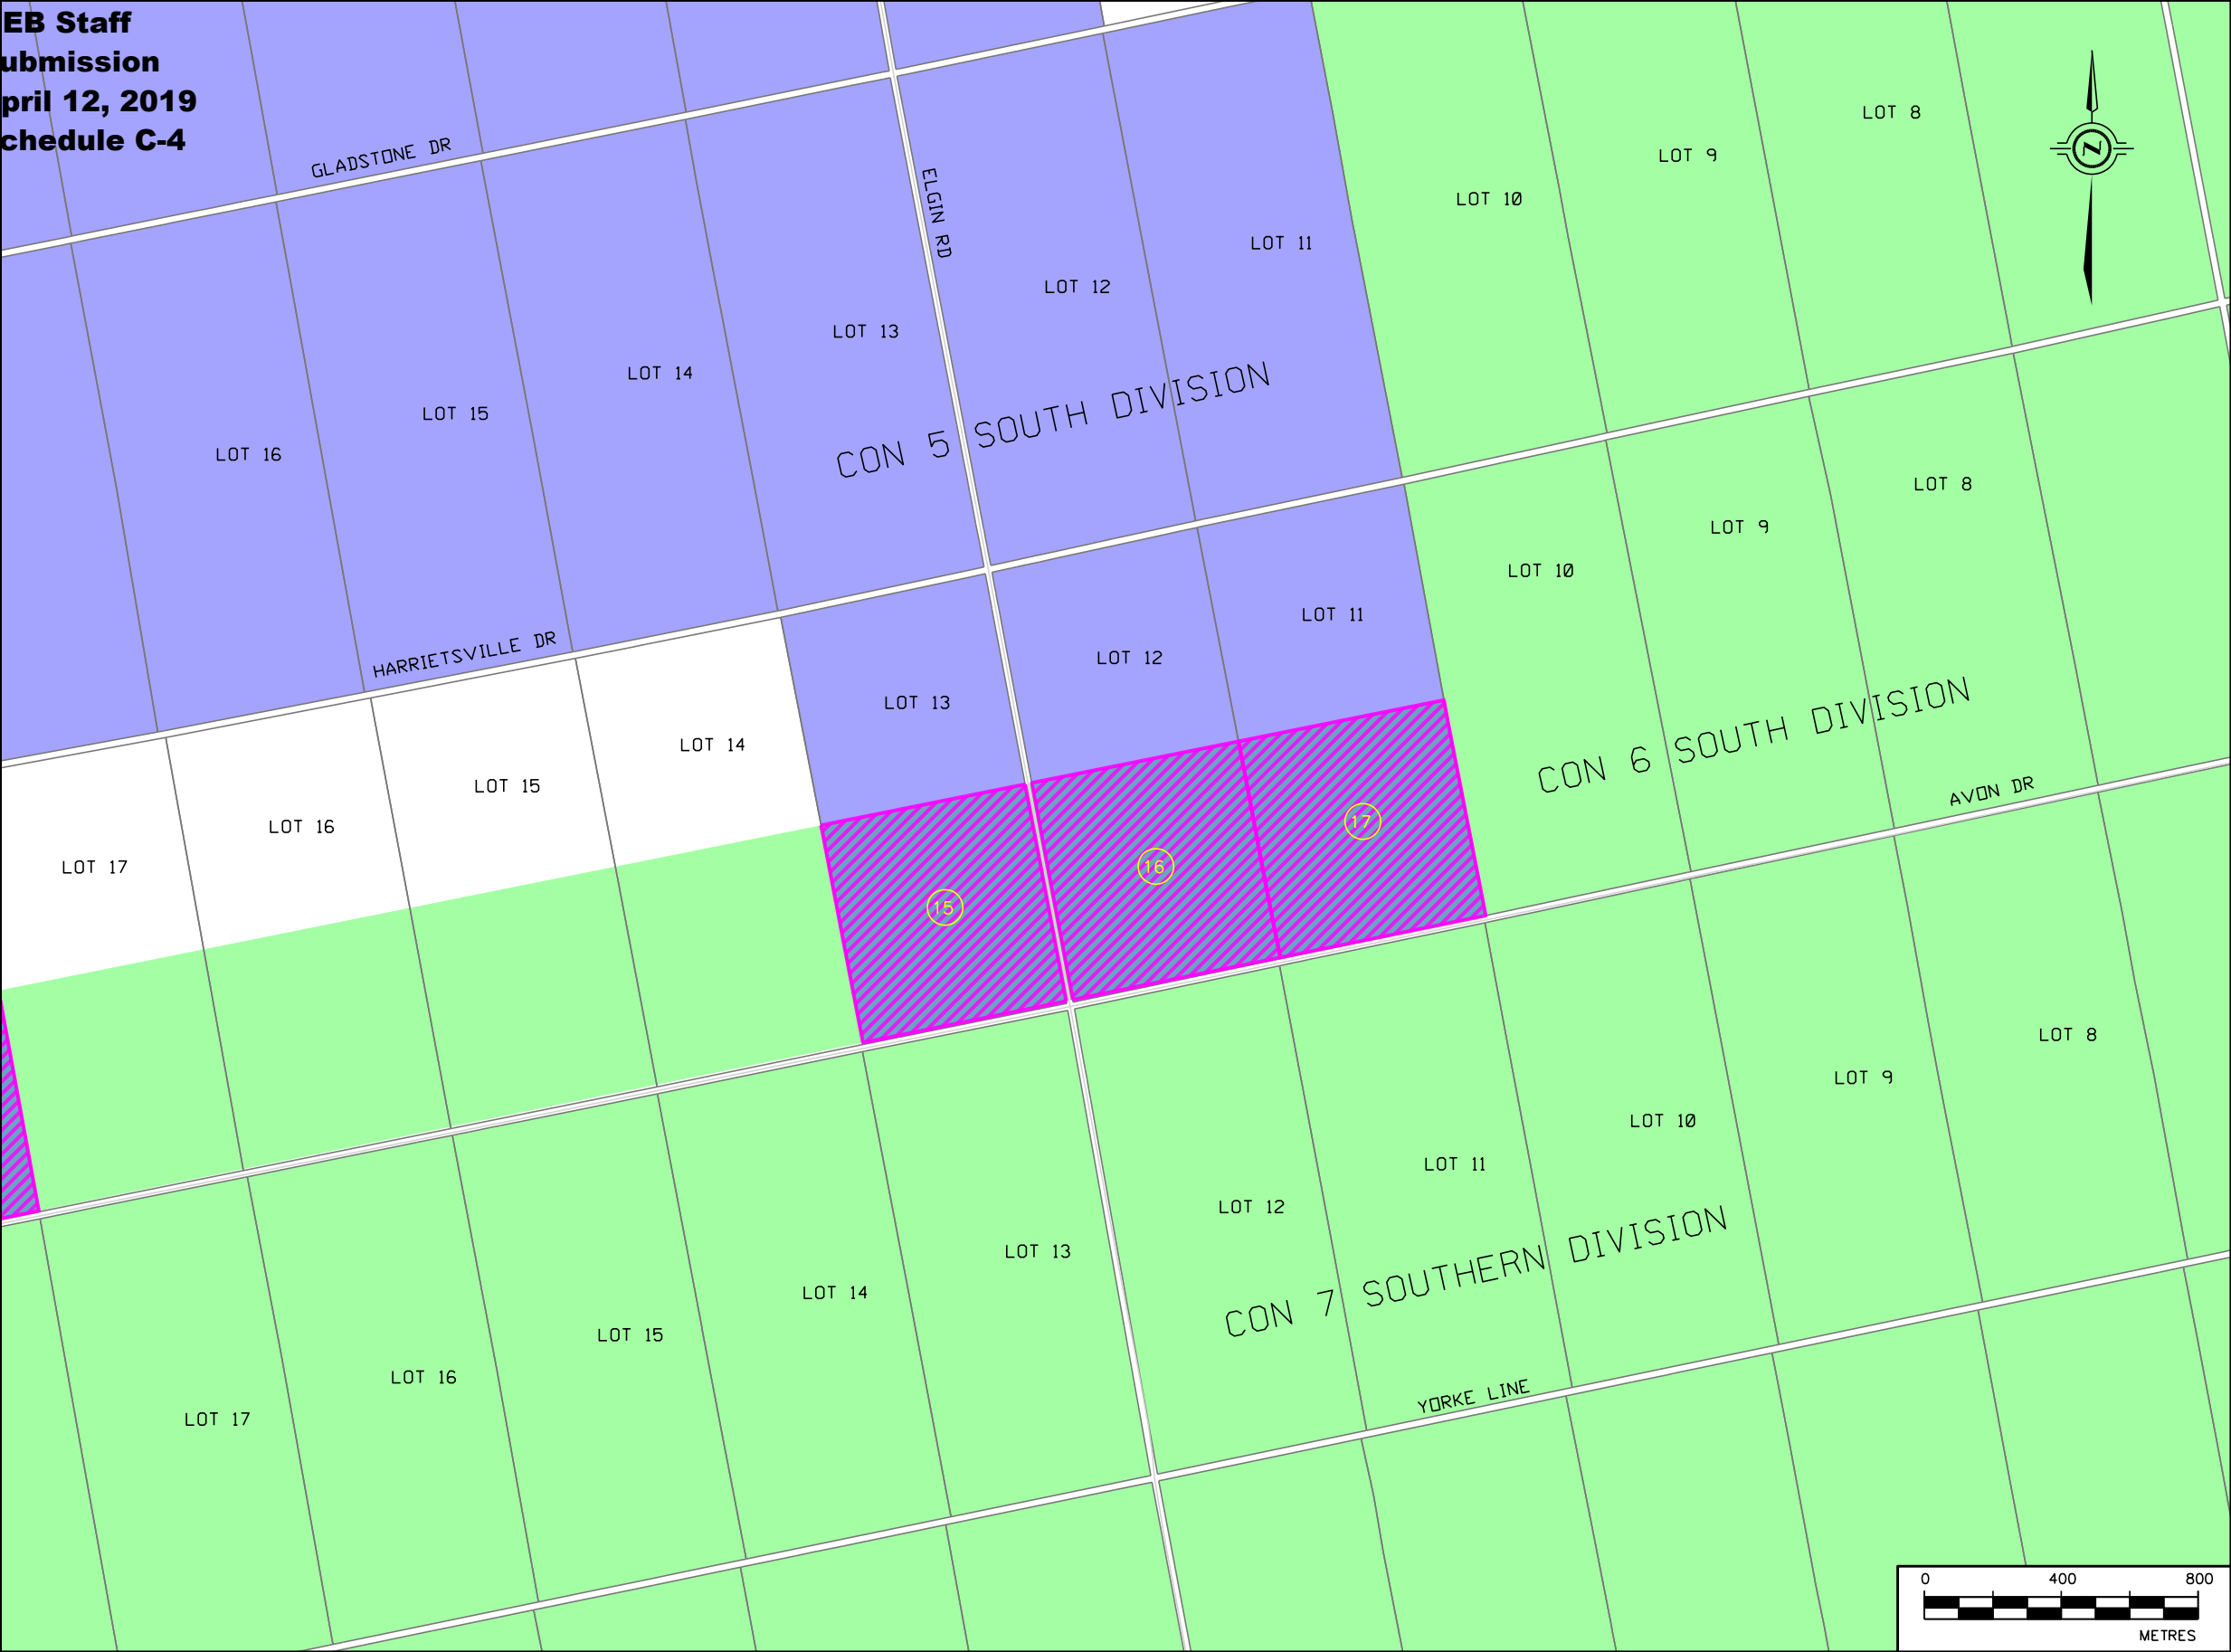 EB Staff
ubmission
pril 12, 2019
chedule C-4
GLADSTONE DR
ELGIN RD
LOT 8
LOT 9
LOT 10
LOT 11
LOT 12
LOT 13
LOT 14
LOT 15
LOT 16
CON 5 SOUTH DIVISION
N
HARRIETSVILLE DR
LOT 8
LOT 9
LOT 10
LOT 11
LOT 12
LOT 13
LOT 14
LOT 15
LOT 16
LOT 17
CON 6 SOUTH DIVISION
AVON DR
17
16
15
LOT 8
LOT 9
LOT 10
LOT 11
LOT 12
LOT 13
LOT 14
LOT 15
LOT 16
LOT 17
CON 7 SOUTHERN DIVISION
YORKE LINE
0 400 800
METRES